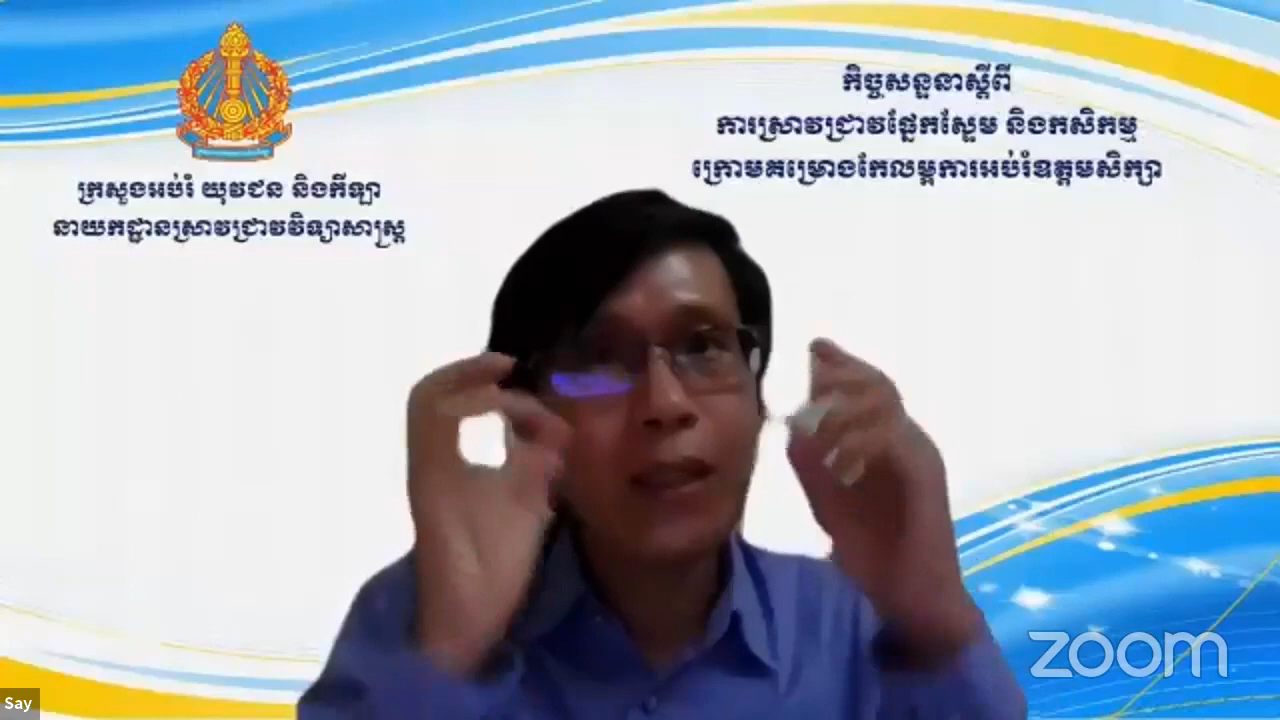 ក្រសួងអប់រំ យុវជន និងកីឡា
នាយកដ្ឋានស្រាវជ្រាវវិទ្យាសាស្ត្រ
កិច្ចសន្ទនាស្តីពី
ការស្រាវជ្រាវផ្នែកស្ទែម និងកសិកម្ម
ក្រោមគម្រោងកែលម្អការអប់រំឧត្តមសិក្សា
zoom
Say